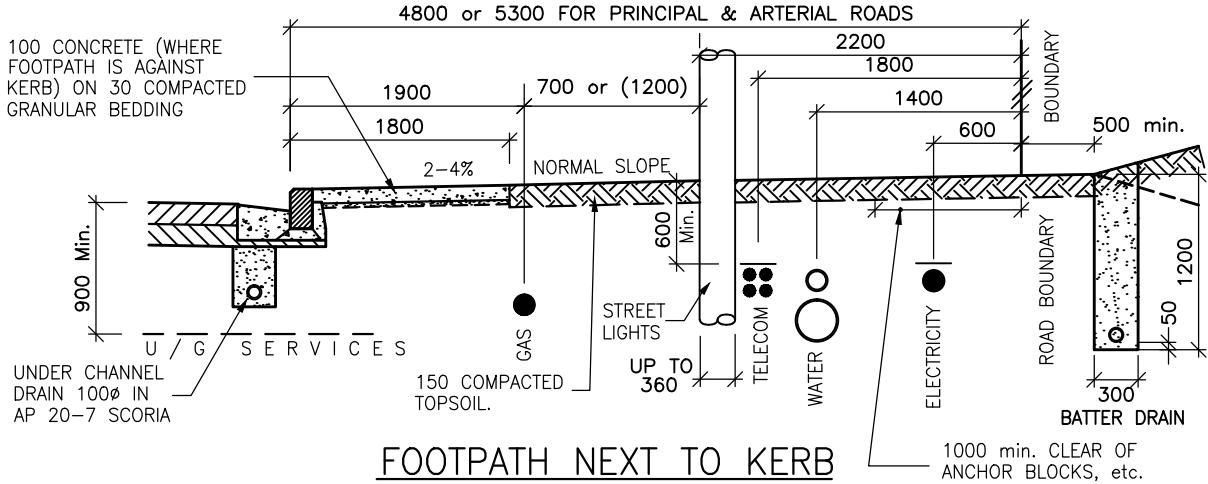 4800 or 5300 FOR PRINCIPAL & ARTERIAL ROADS
100 CONCRETE (WHERE
FOOTPATH IS AGAINST
KERB) ON 30 COMPACTED
GRANULAR BEDDING
2200
1800
1900
700 or (1200)
1400
1800
600
BOUNDARY
500 min.
2-4%
NORMAL SLOPE
900 Min.
600
Min.
1200
50
U / G SERVICES
GAS
STREET
LIGHTS
TELECOM
WATER
ELECTRICITY
ROAD BOUNDARY
UNDER CHANNEL
DRAIN 100ø IN
AP 20-7 SCORIA
150 COMPACTED
TOPSOIL.
UP TO
360
300
BATTER DRAIN
1000 min. CLEAR OF
ANCHOR BLOCKS, etc.
FOOTPATH NEXT TO KERB